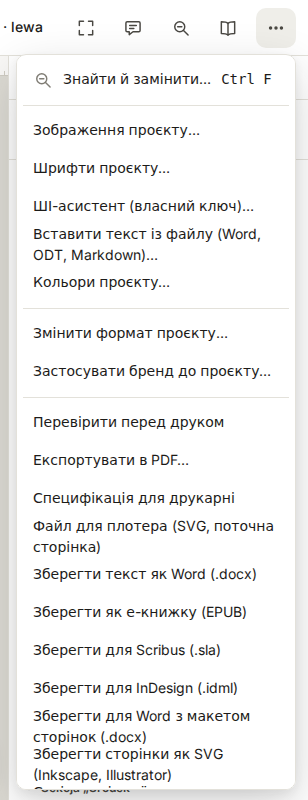 · Iewa
Знайти й замінити... Ctrl F
Зображення проєкту...
Шрифти проєкту...
ШІ-асистент (власний ключ)...
Вставити текст із файлу (Word,
ODT, Markdown)...
Кольори проєкту...
Змінити формат проєкту...
Застосувати бренд до проєкту...
Перевірити перед друком
Експортувати в PDF...
Специфікація для друкарні
Файл для плотера (SVG, поточна
сторінка)
Зберегти текст як Word (.docx)
Зберегти як е-книжку (EPUB)
Зберегти для Scribus (.sla)
Зберегти для InDesign (.idml)
Зберегти для Word з макетом
сторінок (.docx)
Зберегти сторінки як SVG
(Inkscape, Illustrator)